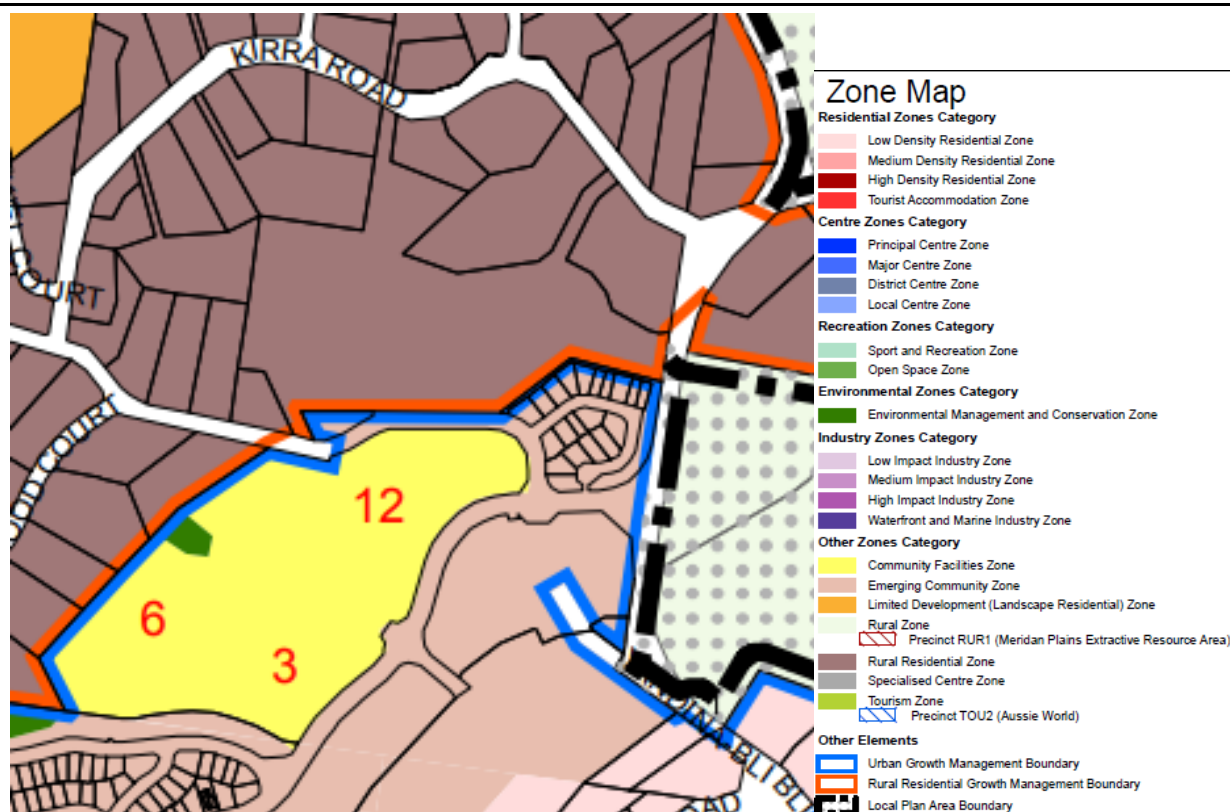 KIRRA ROAD
COURT
COURT
12
6
3
BLI BLI
Zone Map
Residential Zones Category
Low Density Residential Zone
Medium Density Residential Zone
High Density Residential Zone
Tourist Accommodation Zone
Centre Zones Category
Principal Centre Zone
Major Centre Zone
District Centre Zone
Local Centre Zone
Recreation Zones Category
Sport and Recreation Zone
Open Space Zone
Environmental Zones Category
Environmental Management and Conservation Zone
Industry Zones Category
Low Impact Industry Zone
Medium Impact Industry Zone
High Impact Industry Zone
Waterfront and Marine Industry Zone
Other Zones Category
Community Facilities Zone
Emerging Community Zone
Limited Development (Landscape Residential) Zone
Rural Zone
Precinct RUR1 (Meridan Plains Extractive Resource Area)
Rural Residential Zone
Specialised Centre Zone
Tourism Zone
Precinct TOU2 (Aussie World)
Other Elements
Urban Growth Management Boundary
Rural Residential Growth Management Boundary
Local Plan Area Boundary